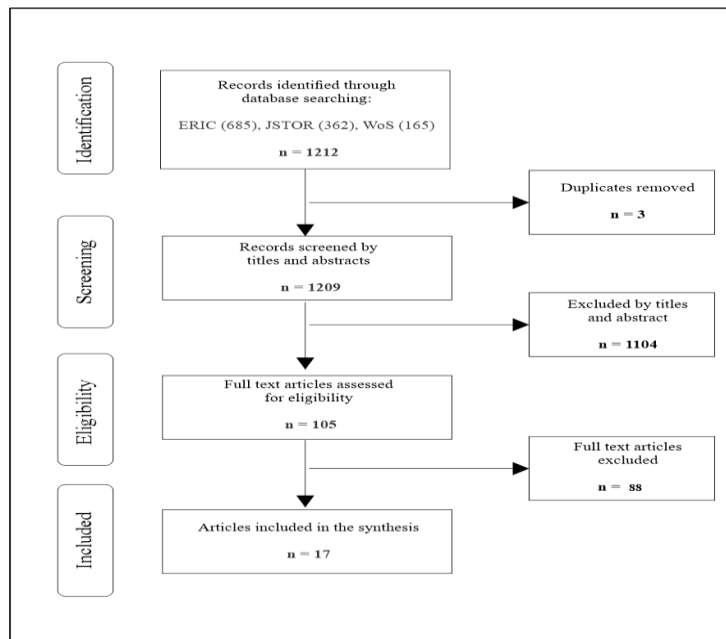 Identification
Records identified through
database searching:
ERIC (685), JSTOR (362), WoS (165)
n = 1212
Duplicates removed
n = 3
Screening
Records screened by
titles and abstracts
n = 1209
Excluded by titles
and abstract
n = 1104
Eligibility
Full text articles assessed
for eligibility
n = 105
Full text articles
excluded
n = 88
Included
Articles included in the synthesis
n = 17